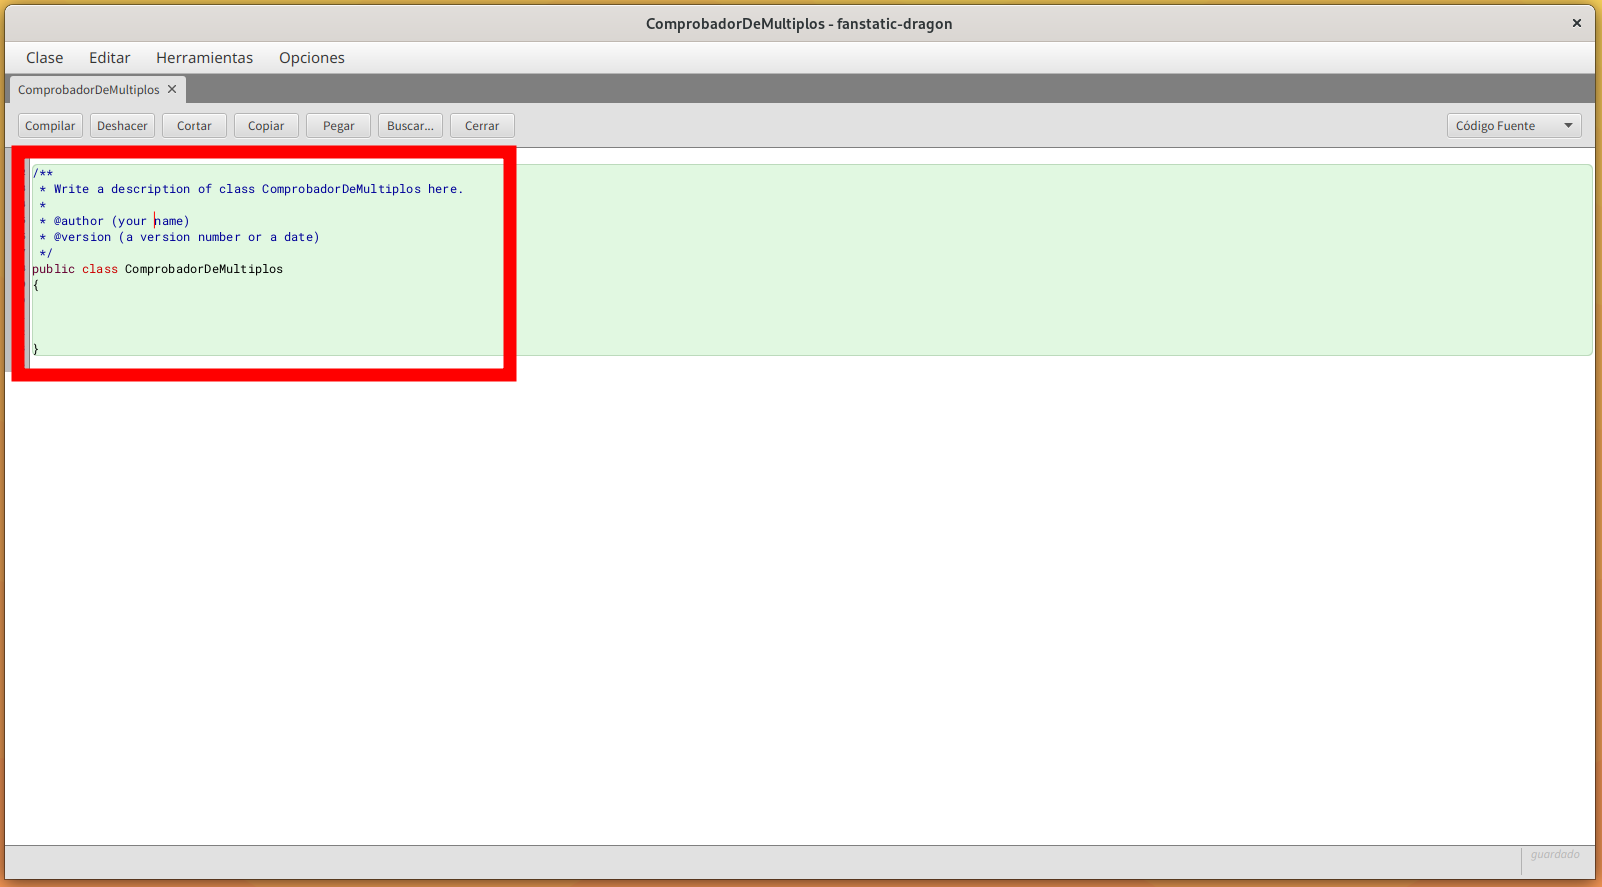 ComprobadorDeMultiplos - fanstatic-dragon
Clase Editar Herramientas Opciones
ComprobadorDeMultiplos
Compilar Deshacer Cortar Copiar Pegar Buscar... Cerrar Código Fuente
/**
* Write a description of class ComprobadorDeMultiplos here.
*
* @author (your name)
* @version (a version number or a date)
*/
public class ComprobadorDeMultiplos
{
}
guardado